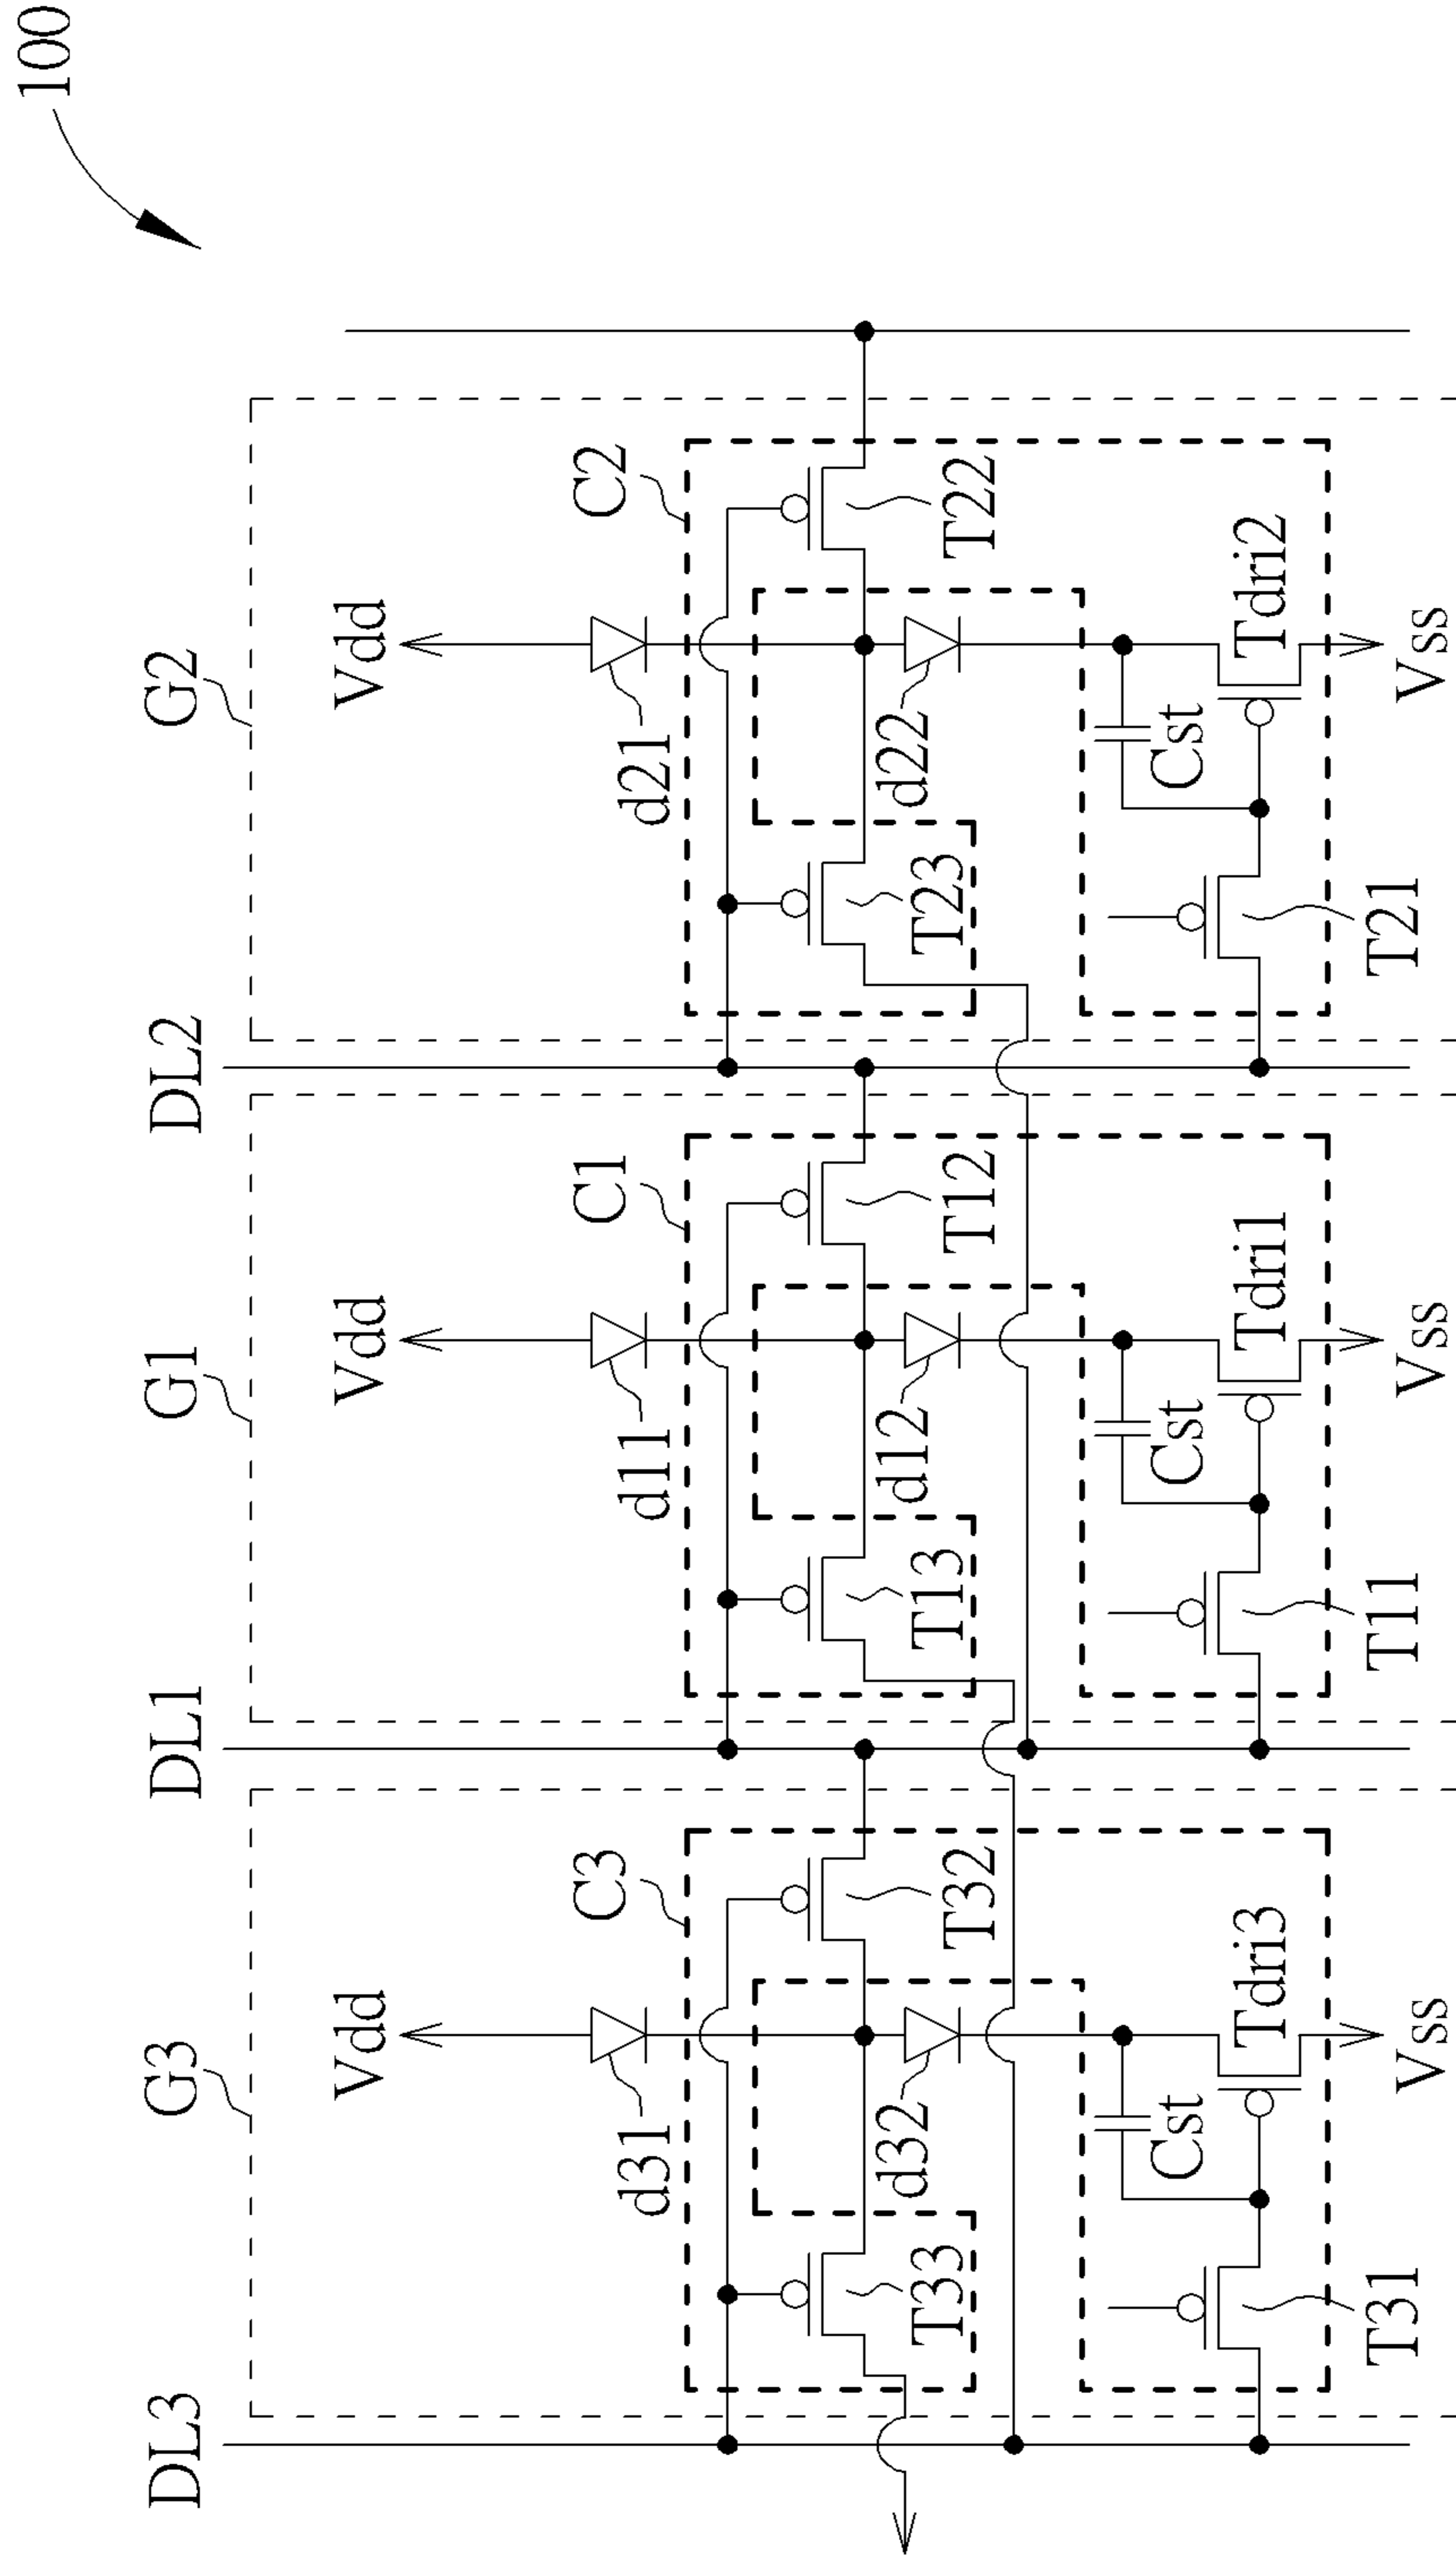 100
G3
G1
G2
DL3
DL1
DL2
Vdd
Vdd
Vdd
d31
C3
d11
C1
d21
C2
T33
d32
T32
T13
d12
T12
T23
d22
T22
Cst
Tdri3
Cst
Tdri1
Cst
Tdri2
T31
Vss
T11
Vss
T21
Vss